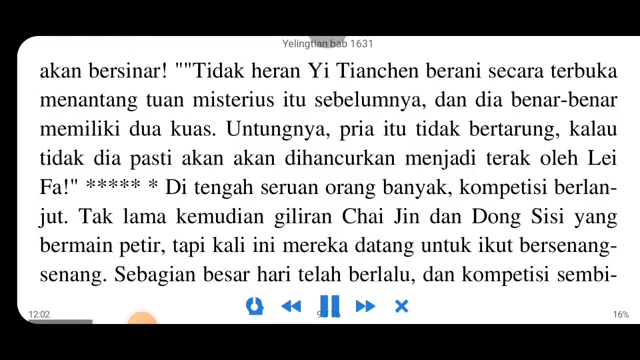 Yelingtian bab 1631
akan bersinar! ""Tidak heran Yi Tianchen berani secara terbuka
menantang tuan misterius itu sebelumnya, dan dia benar-benar
memiliki dua kuas. Untungnya, pria itu tidak bertarung, kalau
tidak dia pasti akan akan dihancurkan menjadi terak oleh Lei
Fa!" ***** * Di tengah seruan orang banyak, kompetisi berlan-
jut. Tak lama kemudian giliran Chai Jin dan Dong Sisi yang
bermain petir, tapi kali ini mereka datang untuk ikut bersenang-
senang. Sebagian besar hari telah berlalu, dan kompetisi sembi-
12:02
16%